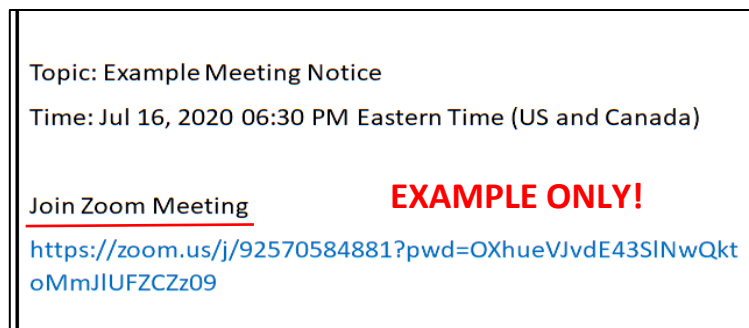 Topic: Example Meeting Notice
Time: Jul 16, 2020 06:30 PM Eastern Time (US and Canada)
Join Zoom Meeting
EXAMPLE ONLY!
https://zoom.us/j/92570584881?pwd=OXhueVJvdE43SlNwQkt
oMmJlUFZCZz09